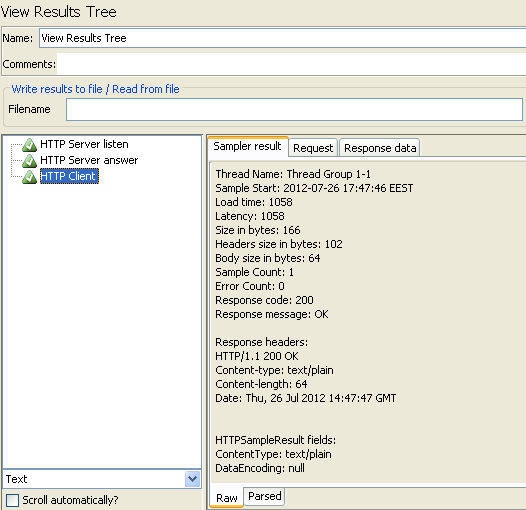 View Results Tree
Name: View Results Tree
Comments:
Write results to file / Read from file
Filename
HTTP Server listen
HTTP Server answer
HTTP Client
Text
Scroll automatically?
Sampler result Request Response data
Thread Name: Thread Group 1-1
Sample Start: 2012-07-26 17:47:46 EEST
Load time: 1058
Latency: 1058
Size in bytes: 166
Headers size in bytes: 102
Body size in bytes: 64
Sample Count: 1
Error Count: 0
Response code: 200
Response message: OK
Response headers:
HTTP/1.1 200 OK
Content-type: text/plain
Content-length: 64
Date: Thu, 26 Jul 2012 14:47:47 GMT
HTTPSampleResult fields:
ContentType: text/plain
DataEncoding: null
Raw Parsed